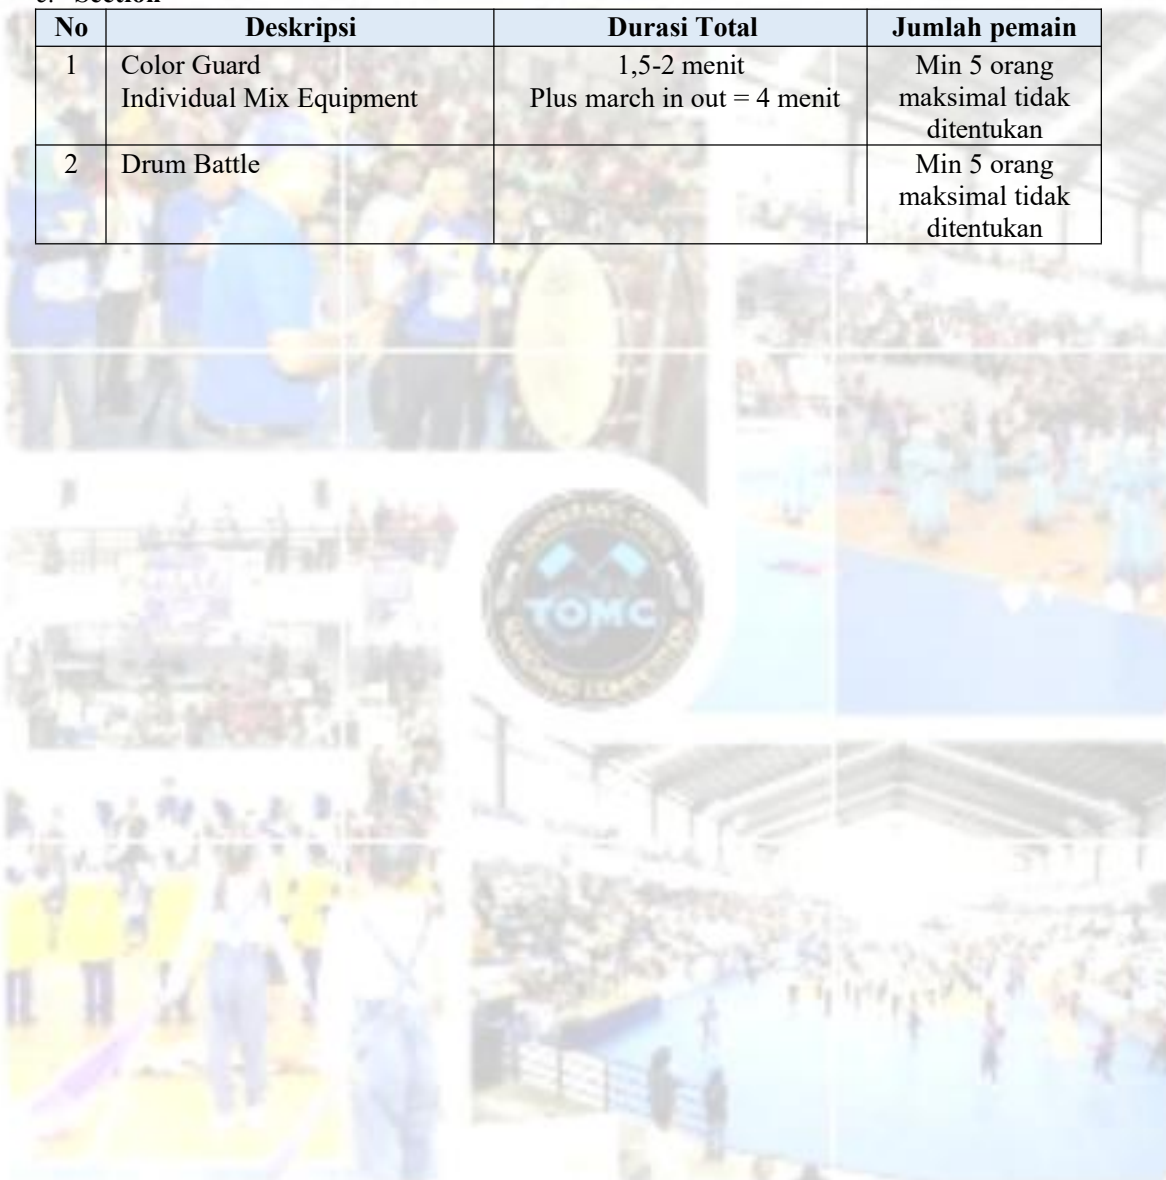 Section
No Deskripsi Durasi Total Jumlah pemain
1 Color Guard 1,5-2 menit Min 5 orang
Individual Mix Equipment Plus march in out = 4 menit maksimal tidak
ditentukan
2 Drum Battle Min 5 orang
maksimal tidak
ditentukan
TOMC